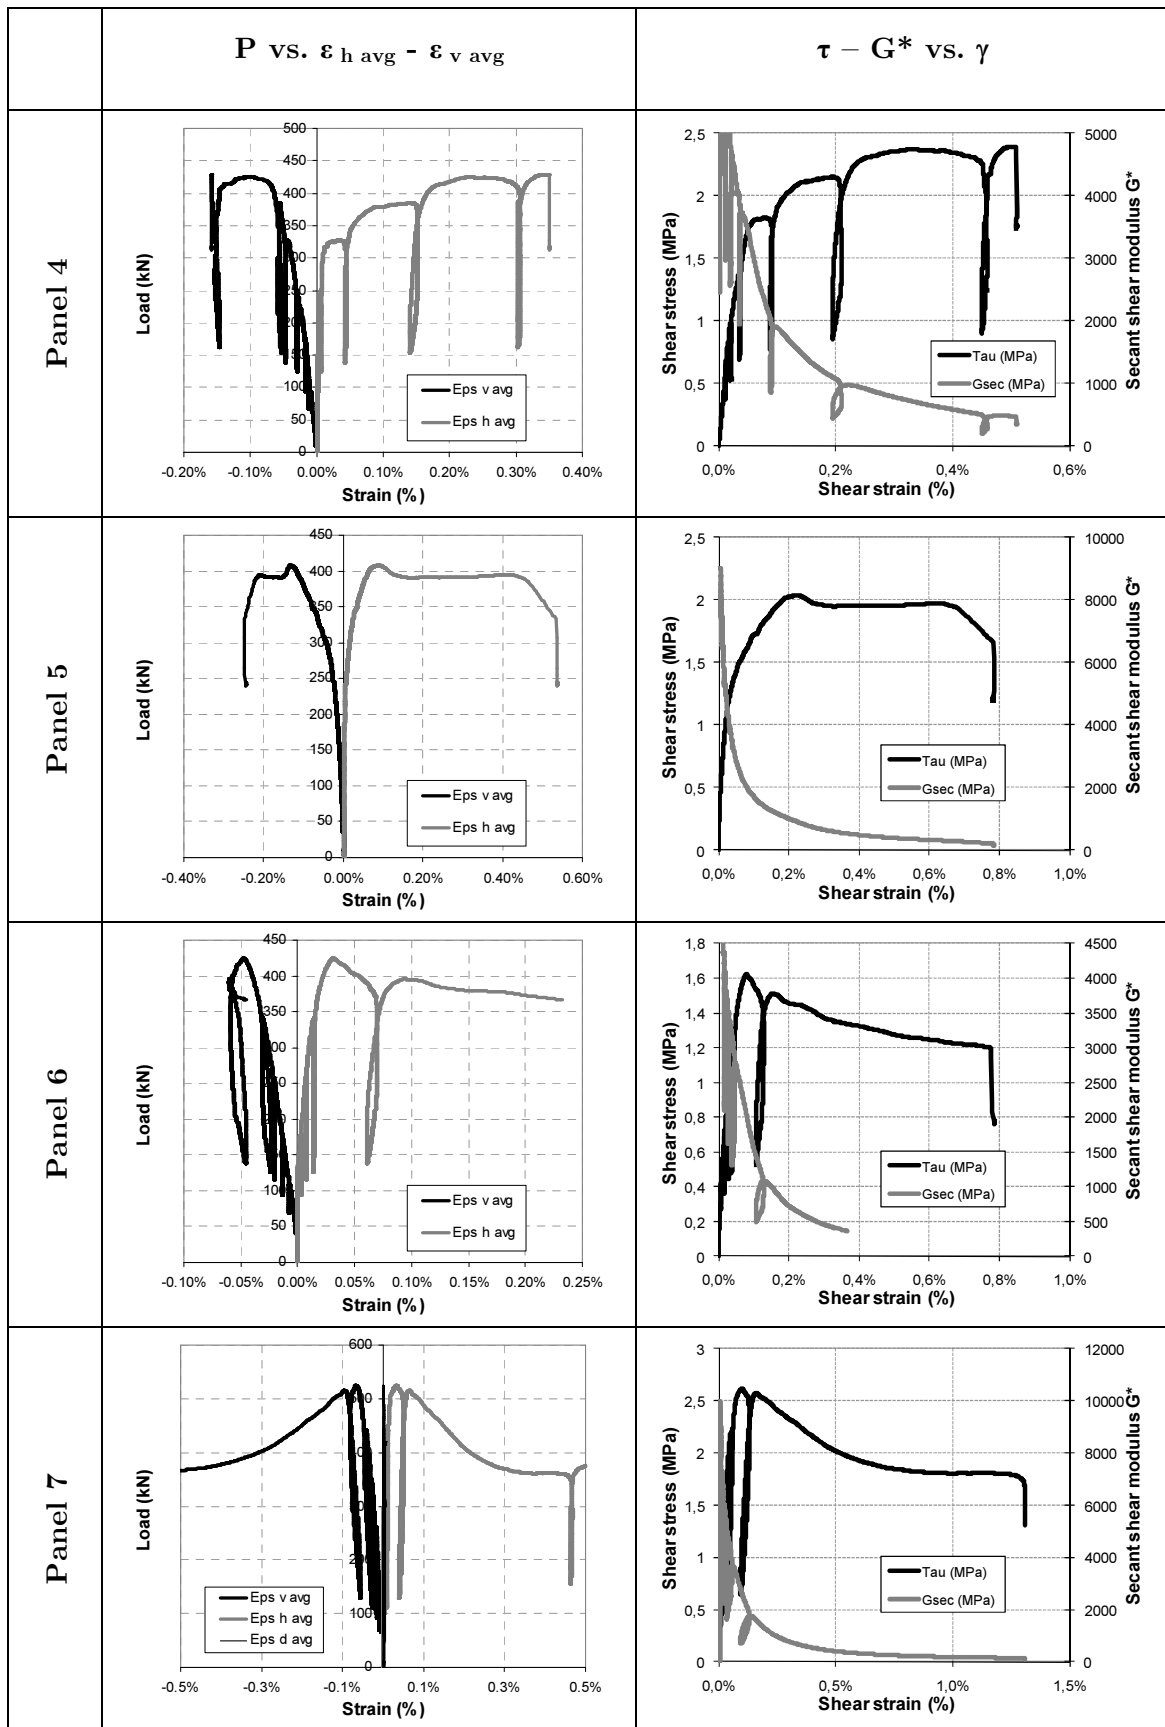 P vs. ε h avg - ε v avg
τ – G* vs. γ
Panel 4
Load (kN)
500
450
400
350
300
250
200
150
100
50
0
-0.20% -0.10% 0.00% 0.10% 0.20% 0.30% 0.40%
Strain (%)
Eps v avg
Eps h avg
Shear stress (MPa)
2,5
2
1,5
1
0,5
0
0,0% 0,2% 0,4% 0,6%
Shear strain (%)
5000
4000
3000
2000
1000
0
Secant shear modulus G*
Tau (MPa)
Gsec (MPa)
Panel 5
Load (kN)
450
400
350
300
250
200
150
100
50
0
-0.40% -0.20% 0.00% 0.20% 0.40% 0.60%
Strain (%)
Eps v avg
Eps h avg
Shear stress (MPa)
2,5
2
1,5
1
0,5
0
0,0% 0,2% 0,4% 0,6% 0,8% 1,0%
Shear strain (%)
10000
8000
6000
4000
2000
0
Secant shear modulus G*
Tau (MPa)
Gsec (MPa)
Panel 6
Load (kN)
450
400
350
300
250
200
150
100
50
0
-0.10% -0.05% 0.00% 0.05% 0.10% 0.15% 0.20% 0.25%
Strain (%)
Eps v avg
Eps h avg
Shear stress (MPa)
1,8
1,6
1,4
1,2
1
0,8
0,6
0,4
0,2
0
0,0% 0,2% 0,4% 0,6% 0,8% 1,0%
Shear strain (%)
4500
4000
3500
3000
2500
2000
1500
1000
500
0
Secant shear modulus G*
Tau (MPa)
Gsec (MPa)
Panel 7
Load (kN)
600
500
400
300
200
100
0
-0.5% -0.3% -0.1% 0.1% 0.3% 0.5%
Strain (%)
Eps v avg
Eps h avg
Eps d avg
Shear stress (MPa)
3
2,5
2
1,5
1
0,5
0
0,0% 0,5% 1,0% 1,5%
Shear strain (%)
12000
10000
8000
6000
4000
2000
0
Secant shear modulus G*
Tau (MPa)
Gsec (MPa)